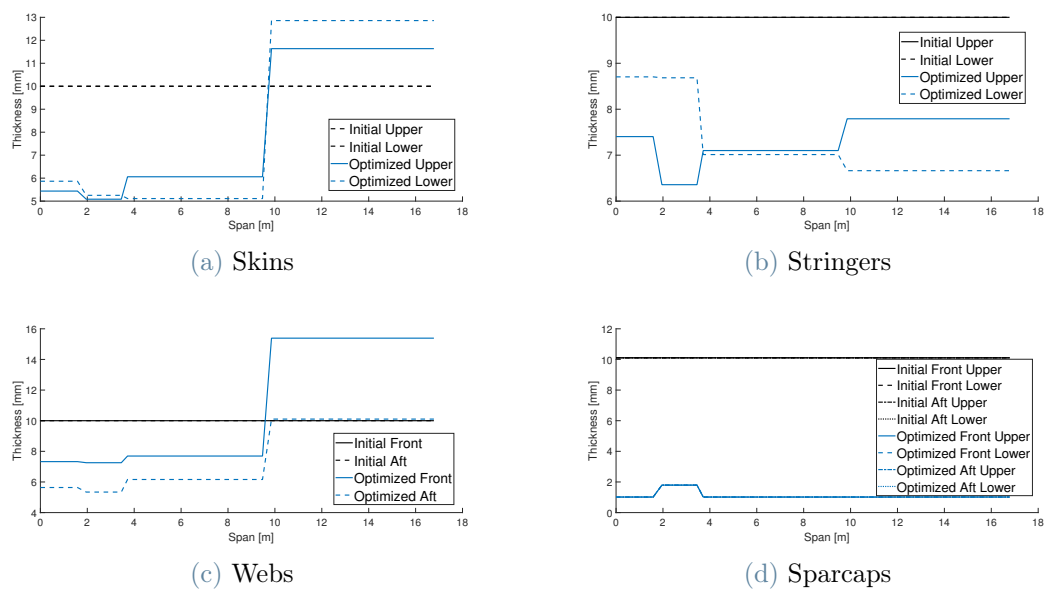 13
12
11
10
9
8
7
6
5
Thickness [mm]
0 2 4 6 8 10 12 14 16 18
Span [m]
Initial Upper
Initial Lower
Optimized Upper
Optimized Lower
(a) Skins
10
9
8
7
6
Thickness [mm]
0 2 4 6 8 10 12 14 16 18
Span [m]
Initial Upper
Initial Lower
Optimized Upper
Optimized Lower
(b) Stringers
16
14
12
10
8
6
4
Thickness [mm]
0 2 4 6 8 10 12 14 16 18
Span [m]
Initial Front
Initial Aft
Optimized Front
Optimized Aft
(c) Webs
12
10
8
6
4
2
0
Thickness [mm]
0 2 4 6 8 10 12 14 16 18
Span [m]
Initial Front Upper
Initial Front Lower
Initial Aft Upper
Initial Aft Lower
Optimized Front Upper
Optimized Front Lower
Optimized Aft Upper
Optimized Aft Lower
(d) Sparcaps